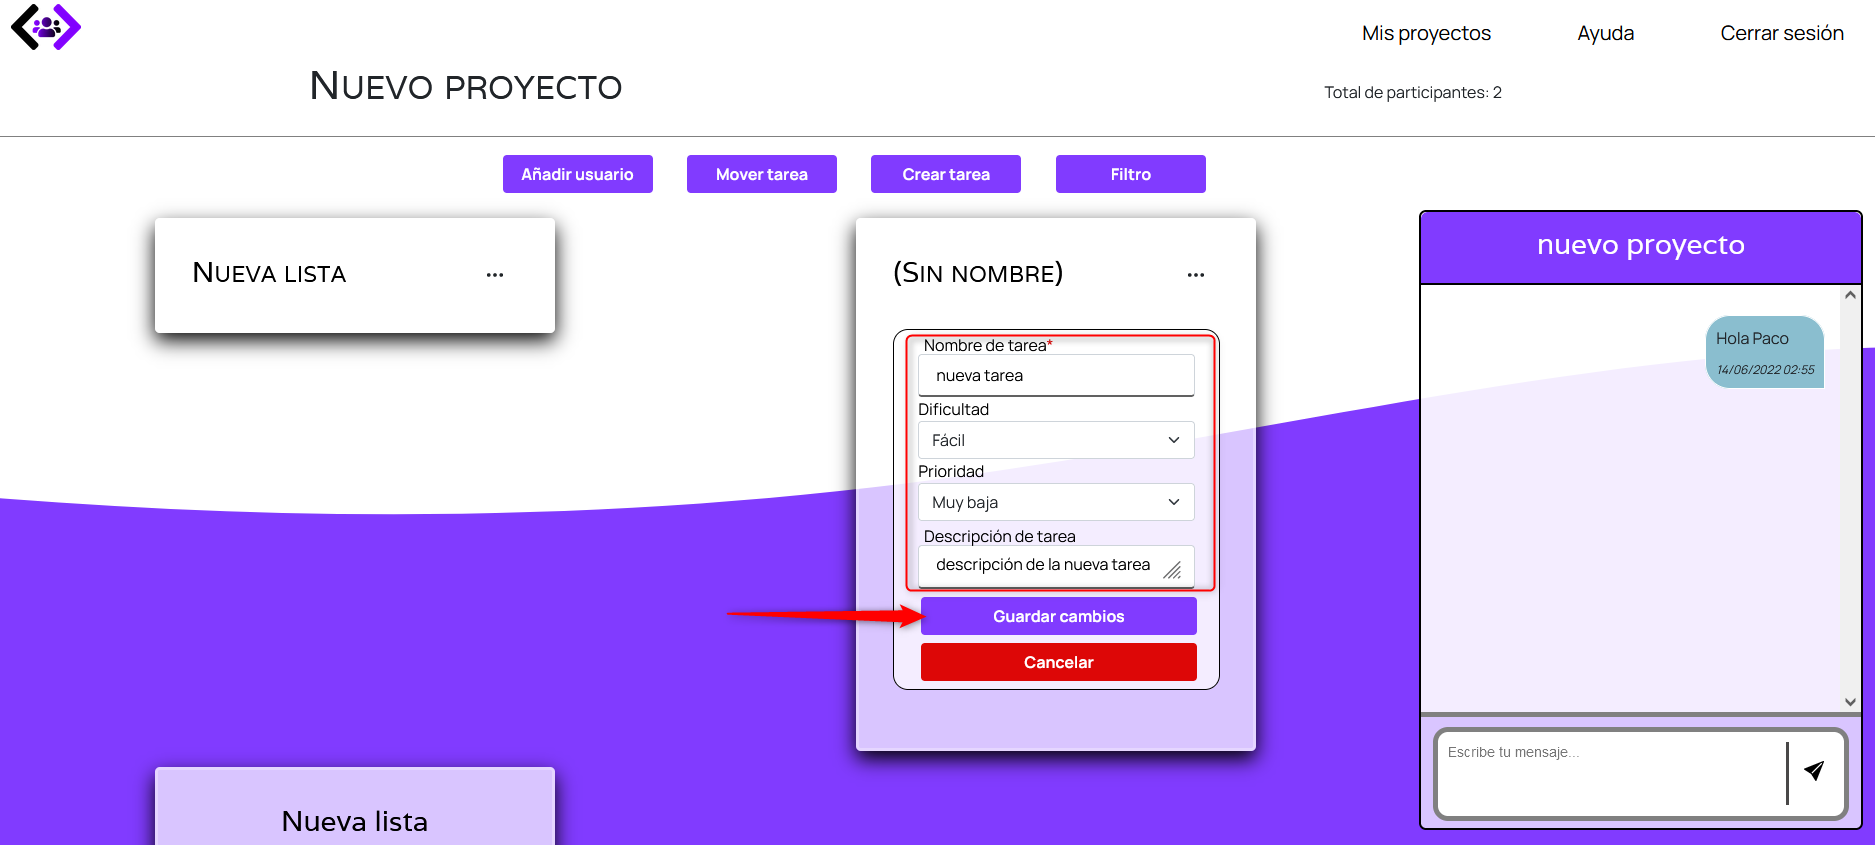 Mis proyectos
Ayuda
Cerrar sesión
Nuevo proyecto
Total de participantes: 2
Añadir usuario
Mover tarea
Crear tarea
Filtro
Nueva lista
...
(Sin nombre)
...
Nombre de tarea*
nueva tarea
Dificultad
Fácil
Prioridad
Muy baja
Descripción de tarea
descripción de la nueva tarea
Guardar cambios
Cancelar
Nueva lista
nuevo proyecto
Hola Paco
14/06/2022 02:55
Escribe tu mensaje...